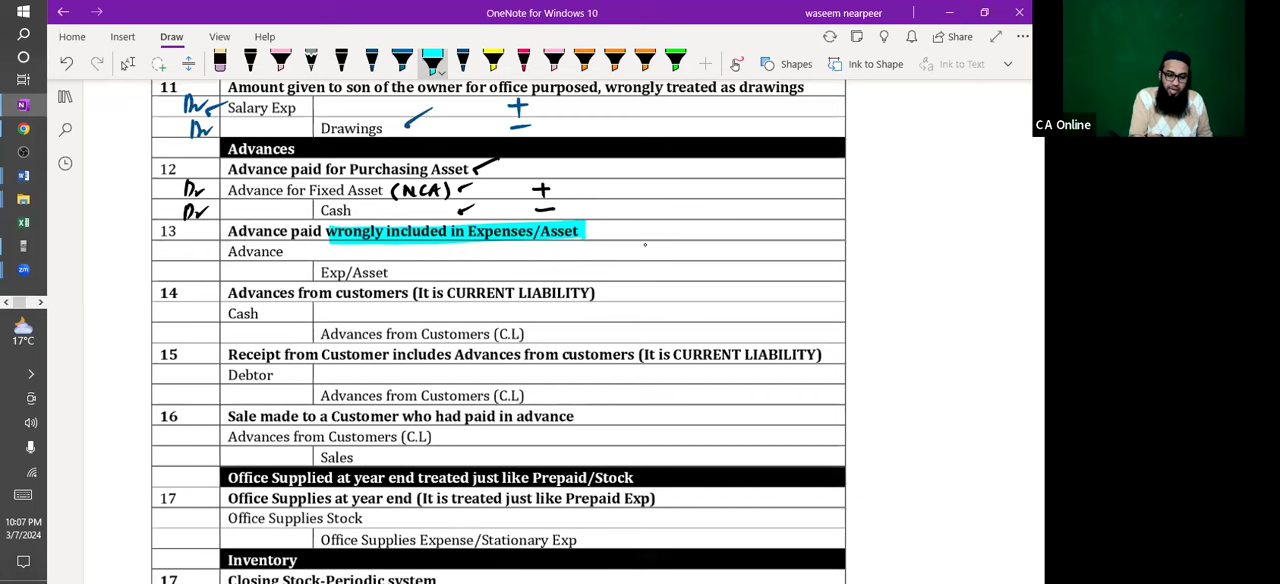 OneNote for Windows 10
waseem nearpeer
Home Insert Draw View Help
Share
Shapes Ink to Shape Ink to Text
11 Amount given to son of the owner for office purposed, wrongly treated as drawings
Dr Salary Exp +
Dr Drawings –
Advances
12 Advance paid for Purchasing Asset
Dr Advance for Fixed Asset (NCA) +
Dr Cash –
13 Advance paid wrongly included in Expenses/Asset
Advance
Exp/Asset
14 Advances from customers (It is CURRENT LIABILITY)
Cash
Advances from Customers (C.L)
15 Receipt from Customer includes Advances from customers (It is CURRENT LIABILITY)
Debtor
Advances from Customers (C.L)
16 Sale made to a Customer who had paid in advance
Advances from Customers (C.L)
Sales
Office Supplied at year end treated just like Prepaid/Stock
17 Office Supplies at year end (It is treated just like Prepaid Exp)
Office Supplies Stock
Office Supplies Expense/Stationary Exp
Inventory
17 Closing Stock-Periodic system
C A Online
17°C
10:07 PM
3/7/2024